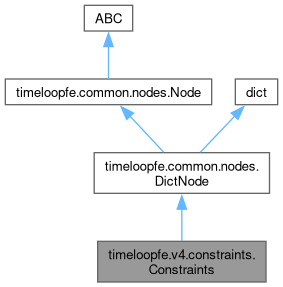 ABC
timeloopfe.common.nodes.Node
dict
timeloopfe.common.nodes.
DictNode
timeloopfe.v4.constraints.
Constraints